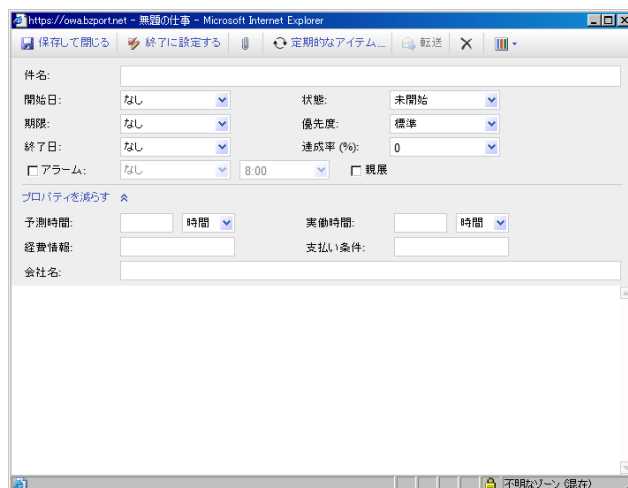 https://owa.bzport.net - 無題の仕事 - Microsoft Internet Explorer
保存して閉じる 終了に設定する 定期的なアイテム... 転送
件名:
開始日: なし 状態: 未開始
期限: なし 優先度: 標準
終了日: なし 達成率 (%): 0
アラーム: なし 8:00 親展
プロパティを減らす
予測時間: 時間 実働時間: 時間
経費情報: 支払い条件:
会社名:
不明なゾーン (混在)